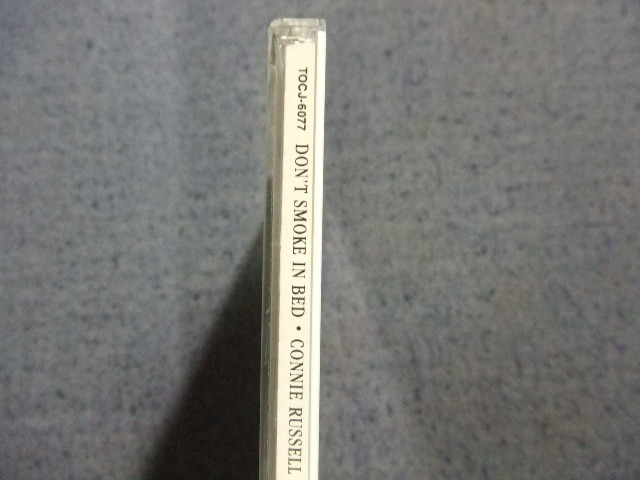 TOCJ-6077 DON'T SMOKE IN BED • CONNIE RUSSELL